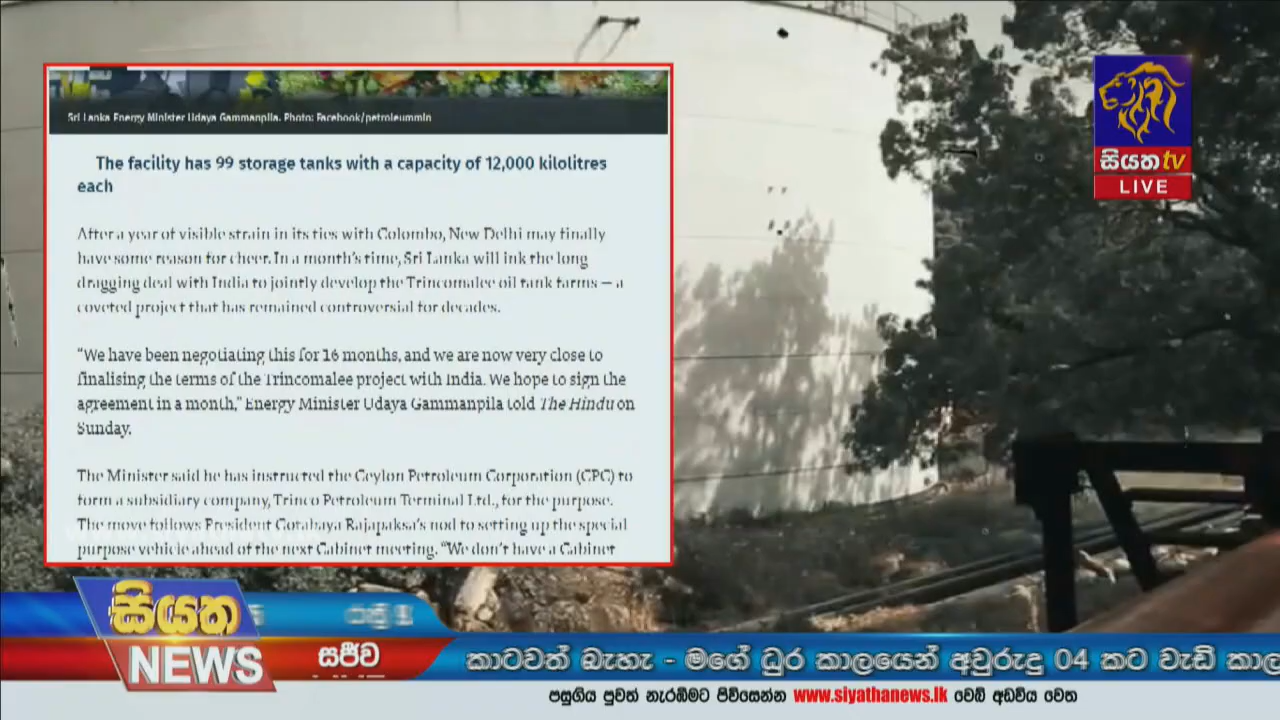 Sri Lanka Energy Minister Udaya Gammanpila. Photo: Facebook/petroleummin
The facility has 99 storage tanks with a capacity of 12,000 kilolitres
each
After a year of visible strain in its ties with Colombo, New Delhi may finally
have some reason for cheer. In a month's time, Sri Lanka will ink the long
dragging deal with India to jointly develop the Trincomalee oil tank farms — a
coveted project that has remained controversial for decades.
"We have been negotiating this for 16 months, and we are now very close to
finalising the terms of the Trincomalee project with India. We hope to sign the
agreement in a month," Energy Minister Udaya Gammanpila told The Hindu on
Sunday.
The Minister said he has instructed the Ceylon Petroleum Corporation (CPC) to
form a subsidiary company, Trinco Petroleum Terminal Ltd., for the purpose.
The move follows President Gotabaya Rajapaksa's nod to setting up the special
purpose vehicle ahead of the next Cabinet meeting. "We don't have a Cabinet
සියත tv
LIVE
සියත
NEWS
සජීව
කාටවත් බැහැ - මගේ ධුර කාලයෙන් අවුරුදු 04 කට වැඩි කාල
පසුගිය පුවත් නැරඹීමට පිවිසෙන්න www.siyathanews.lk වෙබ් අඩවිය වෙත